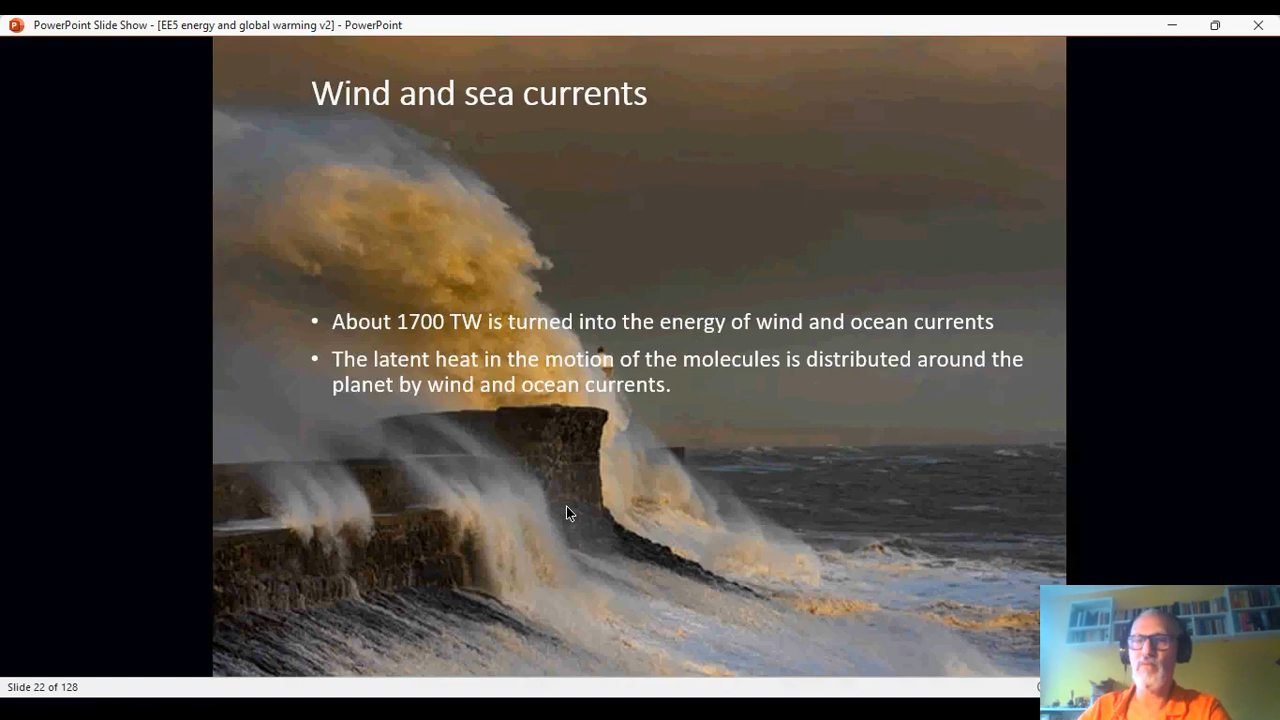 PowerPoint Slide Show - [EE5 energy and global warming v2] - PowerPoint
Wind and sea currents
• About 1700 TW is turned into the energy of wind and ocean currents
• The latent heat in the motion of the molecules is distributed around the
planet by wind and ocean currents.
Slide 22 of 128